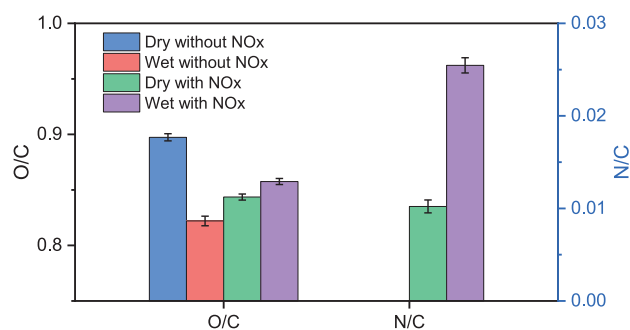 1.0
0.9
0.8
O/C
Dry without NOx
Wet without NOx
Dry with NOx
Wet with NOx
0.03
0.02
0.01
0.00
N/C
O/C
N/C